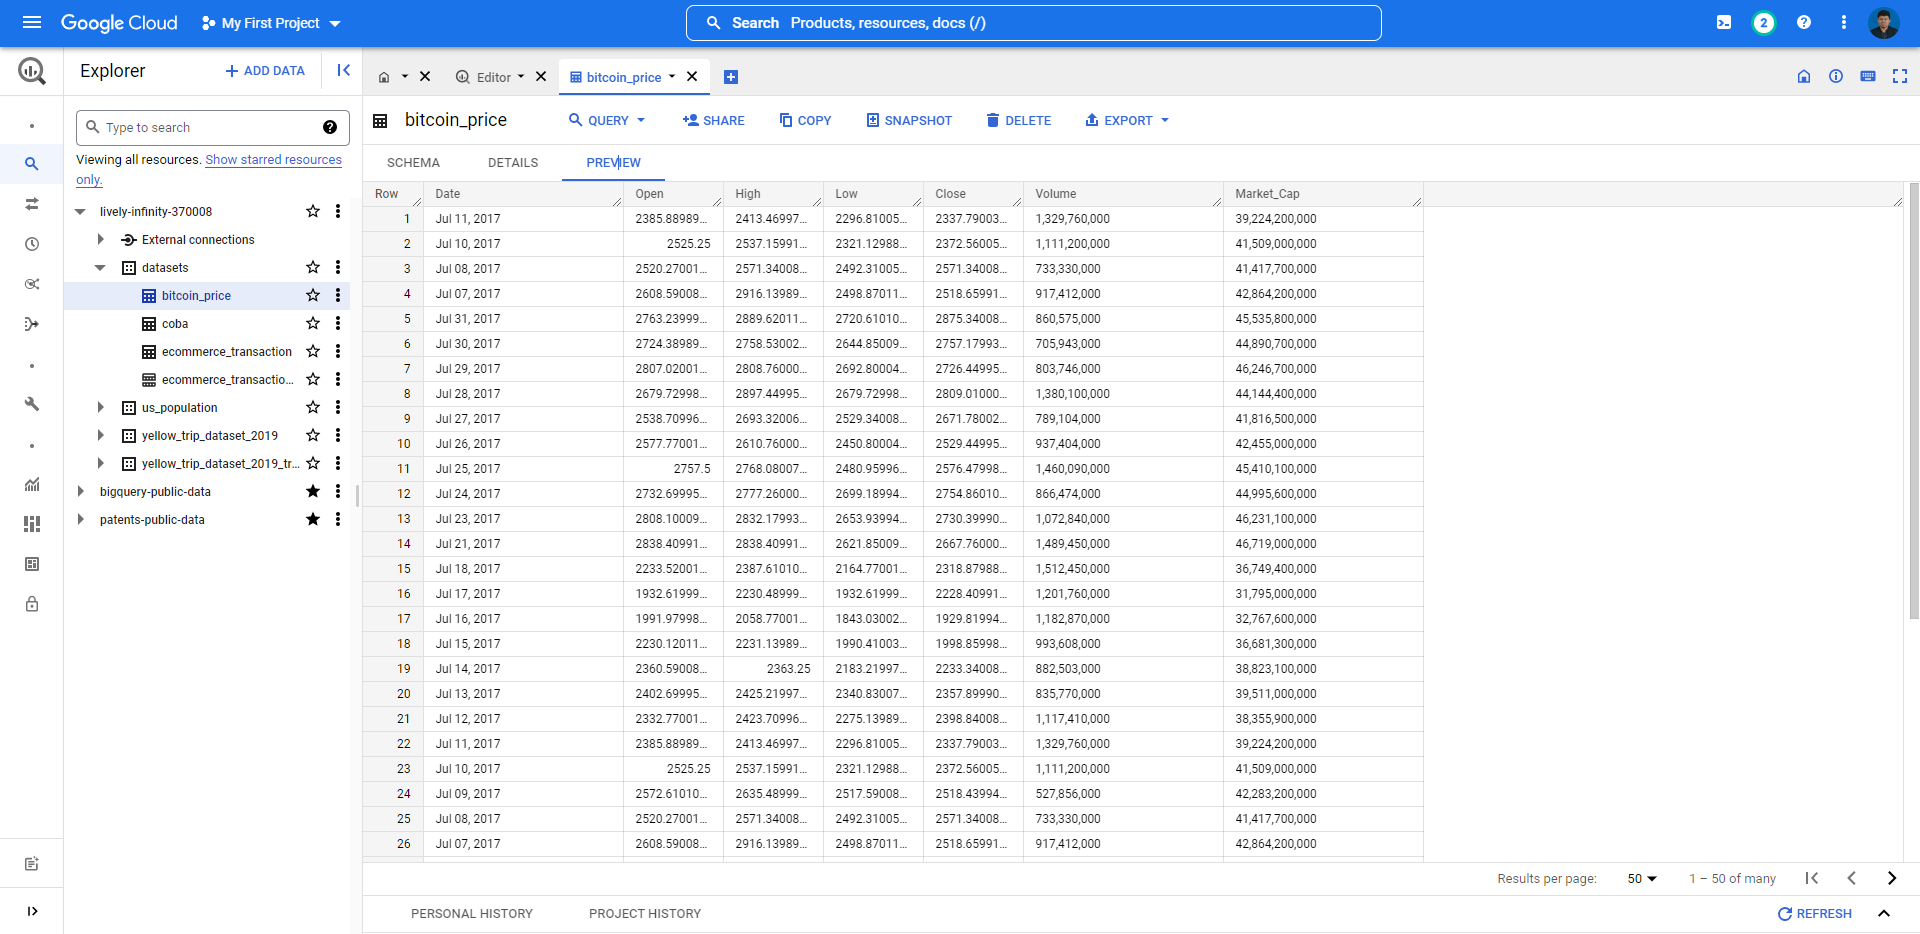 Google Cloud My First Project Search Products, resources, docs (/) 2
Explorer + ADD DATA
Editor bitcoin_price
Type to search
Viewing all resources. Show starred resources
only.
lively-infinity-370008
External connections
datasets
bitcoin_price
coba
ecommerce_transaction
ecommerce_transactio...
us_population
yellow_trip_dataset_2019
yellow_trip_dataset_2019_tr...
bigquery-public-data
patents-public-data
bitcoin_price QUERY SHARE COPY SNAPSHOT DELETE EXPORT
SCHEMA DETAILS PREVIEW
Row Date Open High Low Close Volume Market_Cap
1 Jul 11, 2017 2385.88989... 2413.46997... 2296.81005... 2337.79003... 1,329,760,000 39,224,200,000
2 Jul 10, 2017 2525.25 2537.15991... 2321.12988... 2372.56005... 1,111,200,000 41,509,000,000
3 Jul 08, 2017 2520.27001... 2571.34008... 2492.31005... 2571.34008... 733,330,000 41,417,700,000
4 Jul 07, 2017 2608.59008... 2916.13989... 2498.87011... 2518.65991... 917,412,000 42,864,200,000
5 Jul 31, 2017 2763.23999... 2889.62011... 2720.61010... 2875.34008... 860,575,000 45,535,800,000
6 Jul 30, 2017 2724.38989... 2758.53002... 2644.85009... 2757.17993... 705,943,000 44,890,700,000
7 Jul 29, 2017 2807.02001... 2808.76000... 2692.80004... 2726.44995... 803,746,000 46,246,700,000
8 Jul 28, 2017 2679.72998... 2897.44995... 2679.72998... 2809.01000... 1,380,100,000 44,144,400,000
9 Jul 27, 2017 2538.70996... 2693.32006... 2529.34008... 2671.78002... 789,104,000 41,816,500,000
10 Jul 26, 2017 2577.77001... 2610.76000... 2450.80004... 2529.44995... 937,404,000 42,455,000,000
11 Jul 25, 2017 2757.5 2768.08007... 2480.95996... 2576.47998... 1,460,090,000 45,410,100,000
12 Jul 24, 2017 2732.69995... 2777.26000... 2699.18994... 2754.86010... 866,474,000 44,995,600,000
13 Jul 23, 2017 2808.10009... 2832.17993... 2653.93994... 2730.39990... 1,072,840,000 46,231,100,000
14 Jul 21, 2017 2838.40991... 2838.40991... 2621.85009... 2667.76000... 1,489,450,000 46,719,000,000
15 Jul 18, 2017 2233.52001... 2387.61010... 2164.77001... 2318.87988... 1,512,450,000 36,749,400,000
16 Jul 17, 2017 1932.61999... 2230.48999... 1932.61999... 2228.40991... 1,201,760,000 31,795,000,000
17 Jul 16, 2017 1991.97998... 2058.77001... 1843.03002... 1929.81994... 1,182,870,000 32,767,600,000
18 Jul 15, 2017 2230.12011... 2231.13989... 1990.41003... 1998.85998... 993,608,000 36,681,300,000
19 Jul 14, 2017 2360.59008... 2363.25 2183.21997... 2233.34008... 882,503,000 38,823,100,000
20 Jul 13, 2017 2402.69995... 2425.21997... 2340.83007... 2357.89990... 835,770,000 39,511,000,000
21 Jul 12, 2017 2332.77001... 2423.70996... 2275.13989... 2398.84008... 1,117,410,000 38,355,900,000
22 Jul 11, 2017 2385.88989... 2413.46997... 2296.81005... 2337.79003... 1,329,760,000 39,224,200,000
23 Jul 10, 2017 2525.25 2537.15991... 2321.12988... 2372.56005... 1,111,200,000 41,509,000,000
24 Jul 09, 2017 2572.61010... 2635.48999... 2517.59008... 2518.43994... 527,856,000 42,283,200,000
25 Jul 08, 2017 2520.27001... 2571.34008... 2492.31005... 2571.34008... 733,330,000 41,417,700,000
26 Jul 07, 2017 2608.59008... 2916.13989... 2498.87011... 2518.65991... 917,412,000 42,864,200,000
Results per page: 50 1 – 50 of many
PERSONAL HISTORY PROJECT HISTORY REFRESH